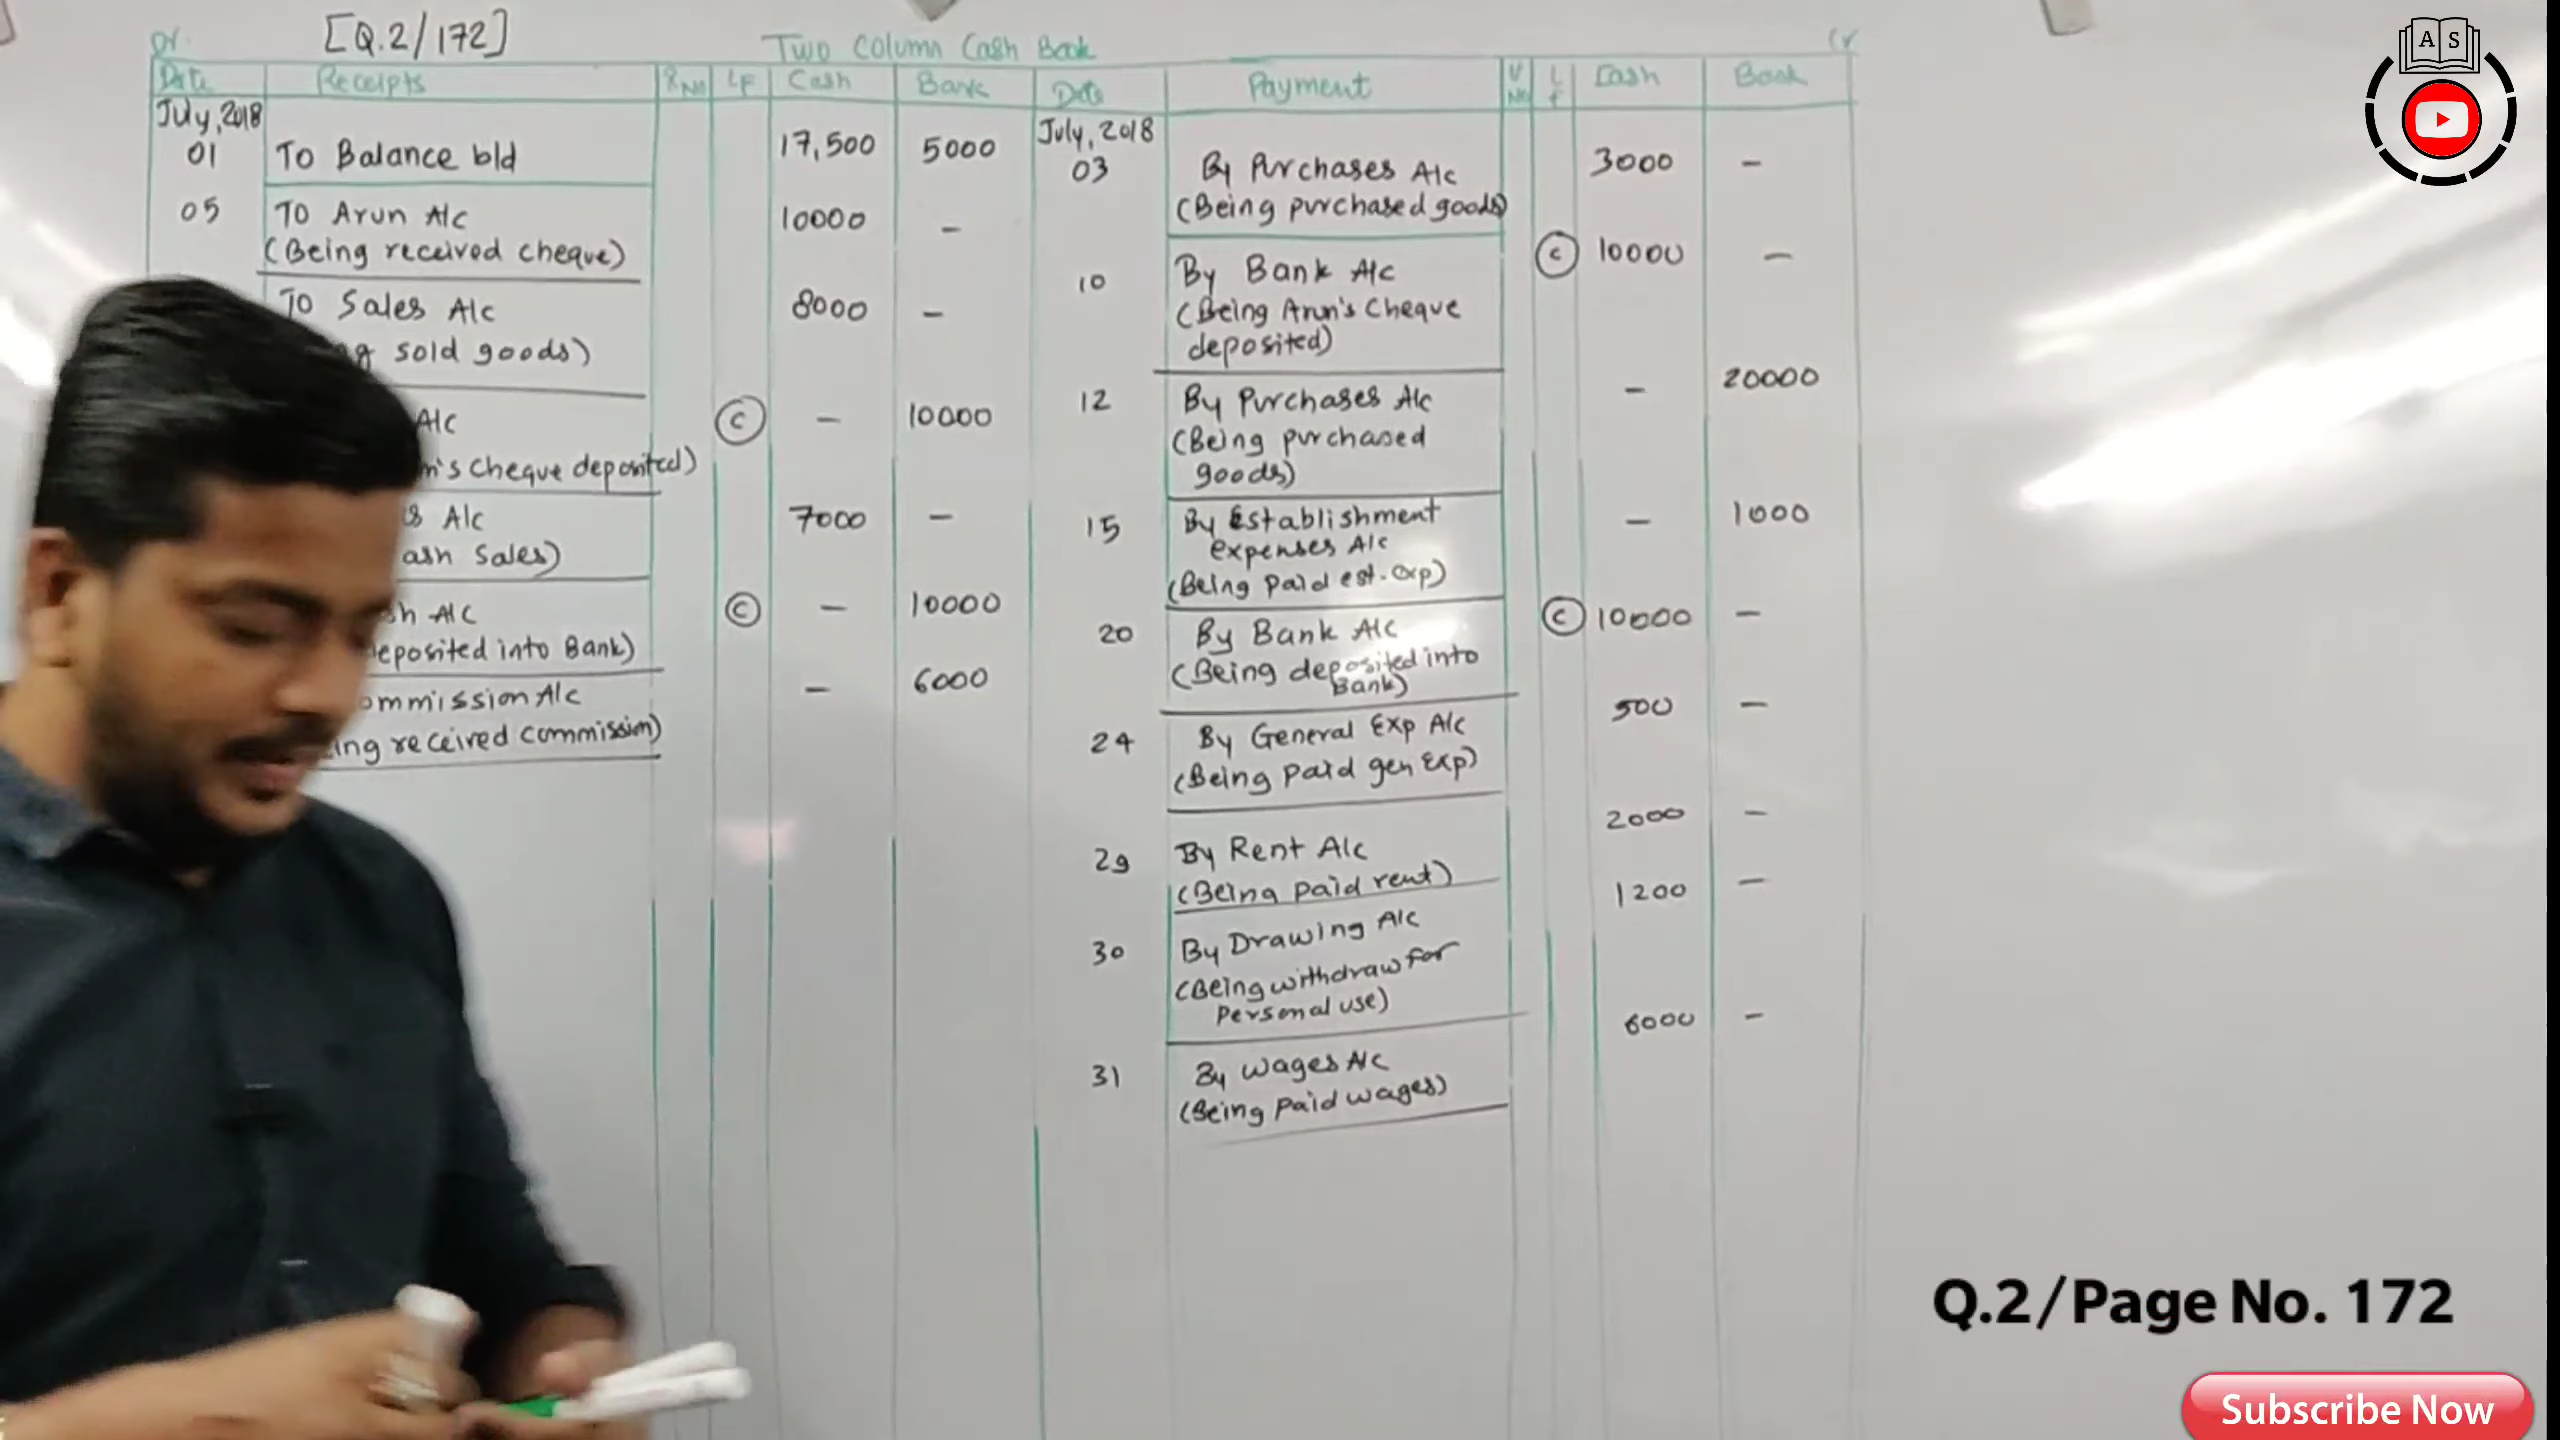 [Q.2/172]
Two Column Cash Book
Dr.
Cr
Date Receipts R No LF Cash Bank Date Payment V No L F Cash Bank
July, 2018
01 To Balance b/d 17,500 5000
05 To Arun A/c 10000 -
(Being received cheque)
To Sales A/c 8000 -
sold goods)
A/c C - 10000
's Cheque deposited)
A/c 7000 -
ash Sales)
A/c C - 10000
eposited into Bank)
ommission A/c - 6000
ing received commission)
July, 2018
03 By Purchases A/c 3000 -
(Being purchased goods)
10 By Bank A/c C 10000 -
(Being Arun's Cheque
deposited)
12 By Purchases A/c - 20000
(Being purchased
goods)
15 By Establishment - 1000
expenses A/c
(Being paid est. exp)
20 By Bank A/c C 10000 -
(Being deposited into
Bank)
24 By General Exp A/c 500 -
(Being paid gen Exp)
29 By Rent A/c 2000 -
(Being paid rent)
30 By Drawing A/c 1200 -
(Being withdraw for
personal use)
31 By Wages A/c 6000 -
(Being paid wages)
A S
Q.2/Page No. 172
Subscribe Now